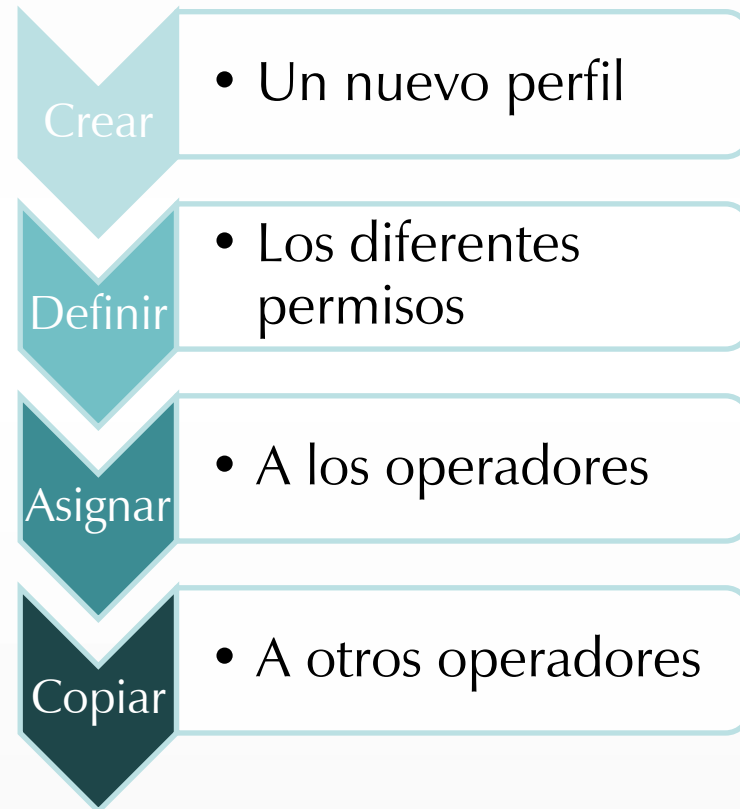 Crear
• Un nuevo perfil
Definir
• Los diferentes
permisos
Asignar
• A los operadores
Copiar
• A otros operadores